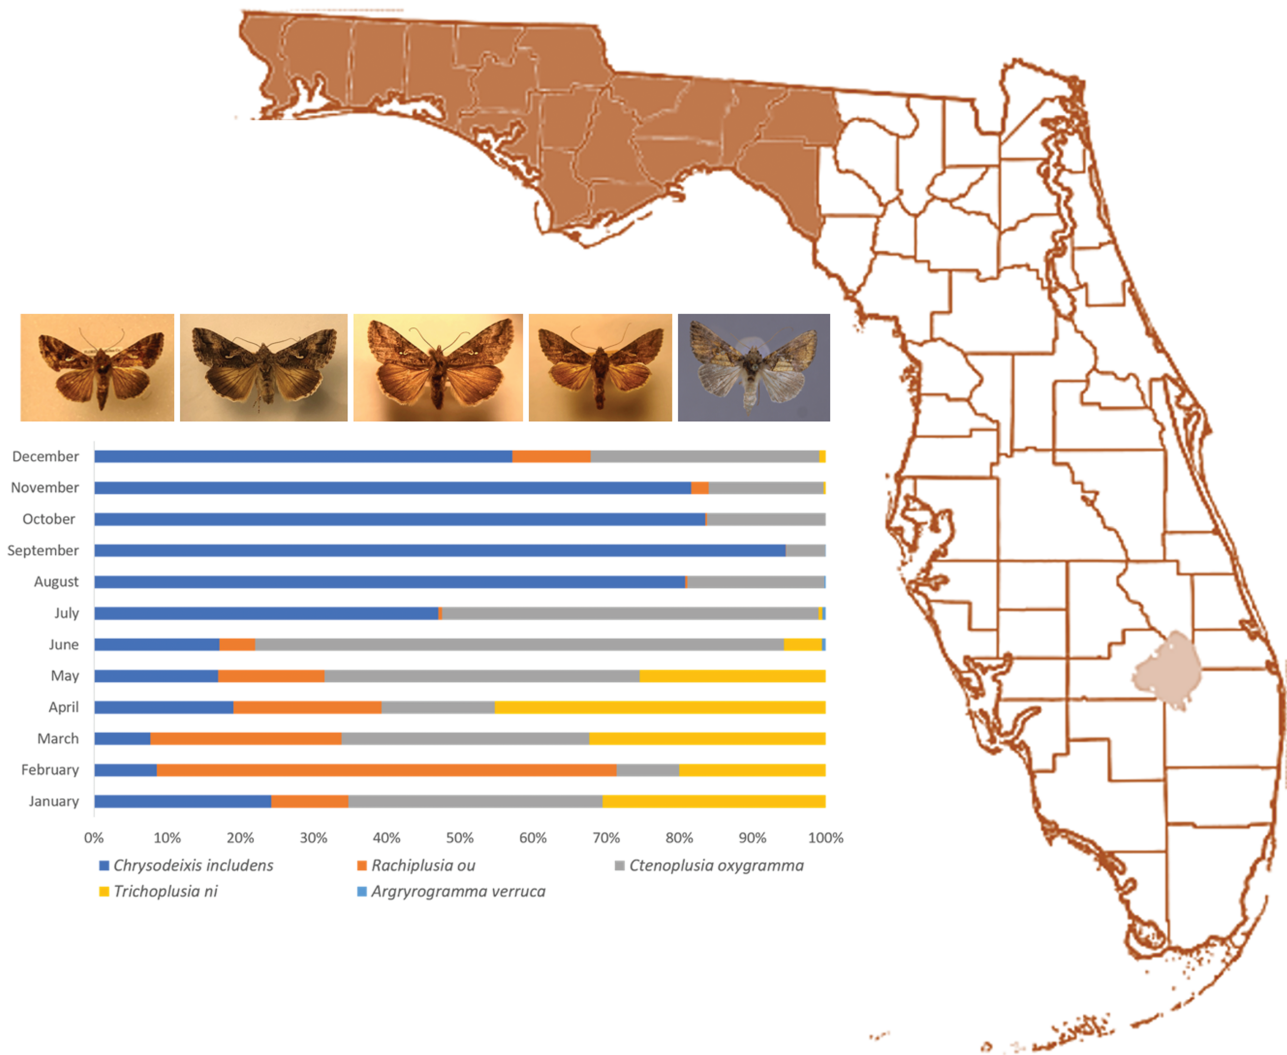 December
November
October
September
August
July
June
May
April
March
February
January
0% 10% 20% 30% 40% 50% 60% 70% 80% 90% 100%
Chrysodeixis includens Rachiplusia ou Ctenoplusia oxygramma
Trichoplusia ni Argryrogramma verruca